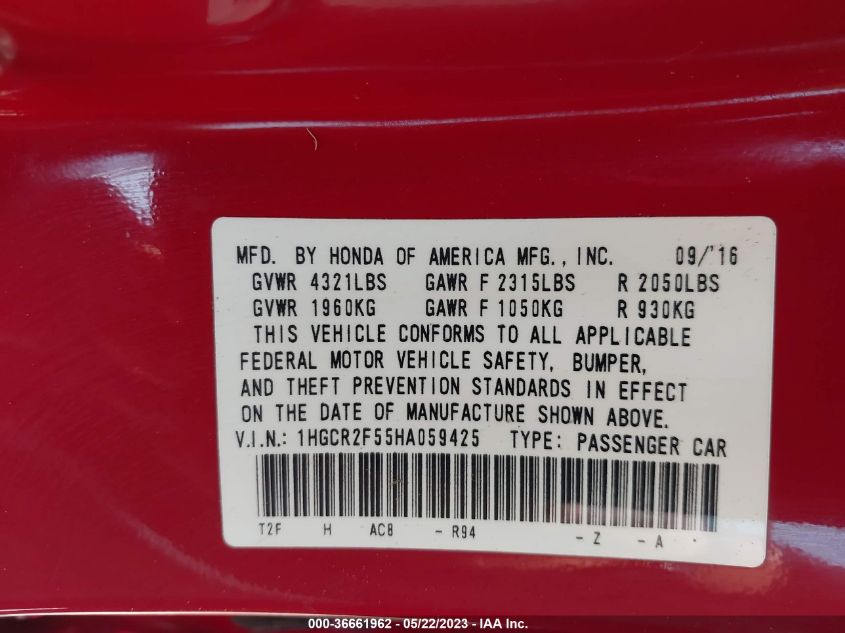 MFD. BY HONDA OF AMERICA MFG., INC. 09/'16
GVWR 4321LBS GAWR F 2315LBS R 2050LBS
GVWR 1960KG GAWR F 1050KG R 930KG
THIS VEHICLE CONFORMS TO ALL APPLICABLE
FEDERAL MOTOR VEHICLE SAFETY, BUMPER,
AND THEFT PREVENTION STANDARDS IN EFFECT
ON THE DATE OF MANUFACTURE SHOWN ABOVE.
V.I.N.: 1HGCR2F55HA059425 TYPE: PASSENGER CAR
T2F H AC8 - R94 - Z - A
000-36661962 - 05/22/2023 - IAA Inc.